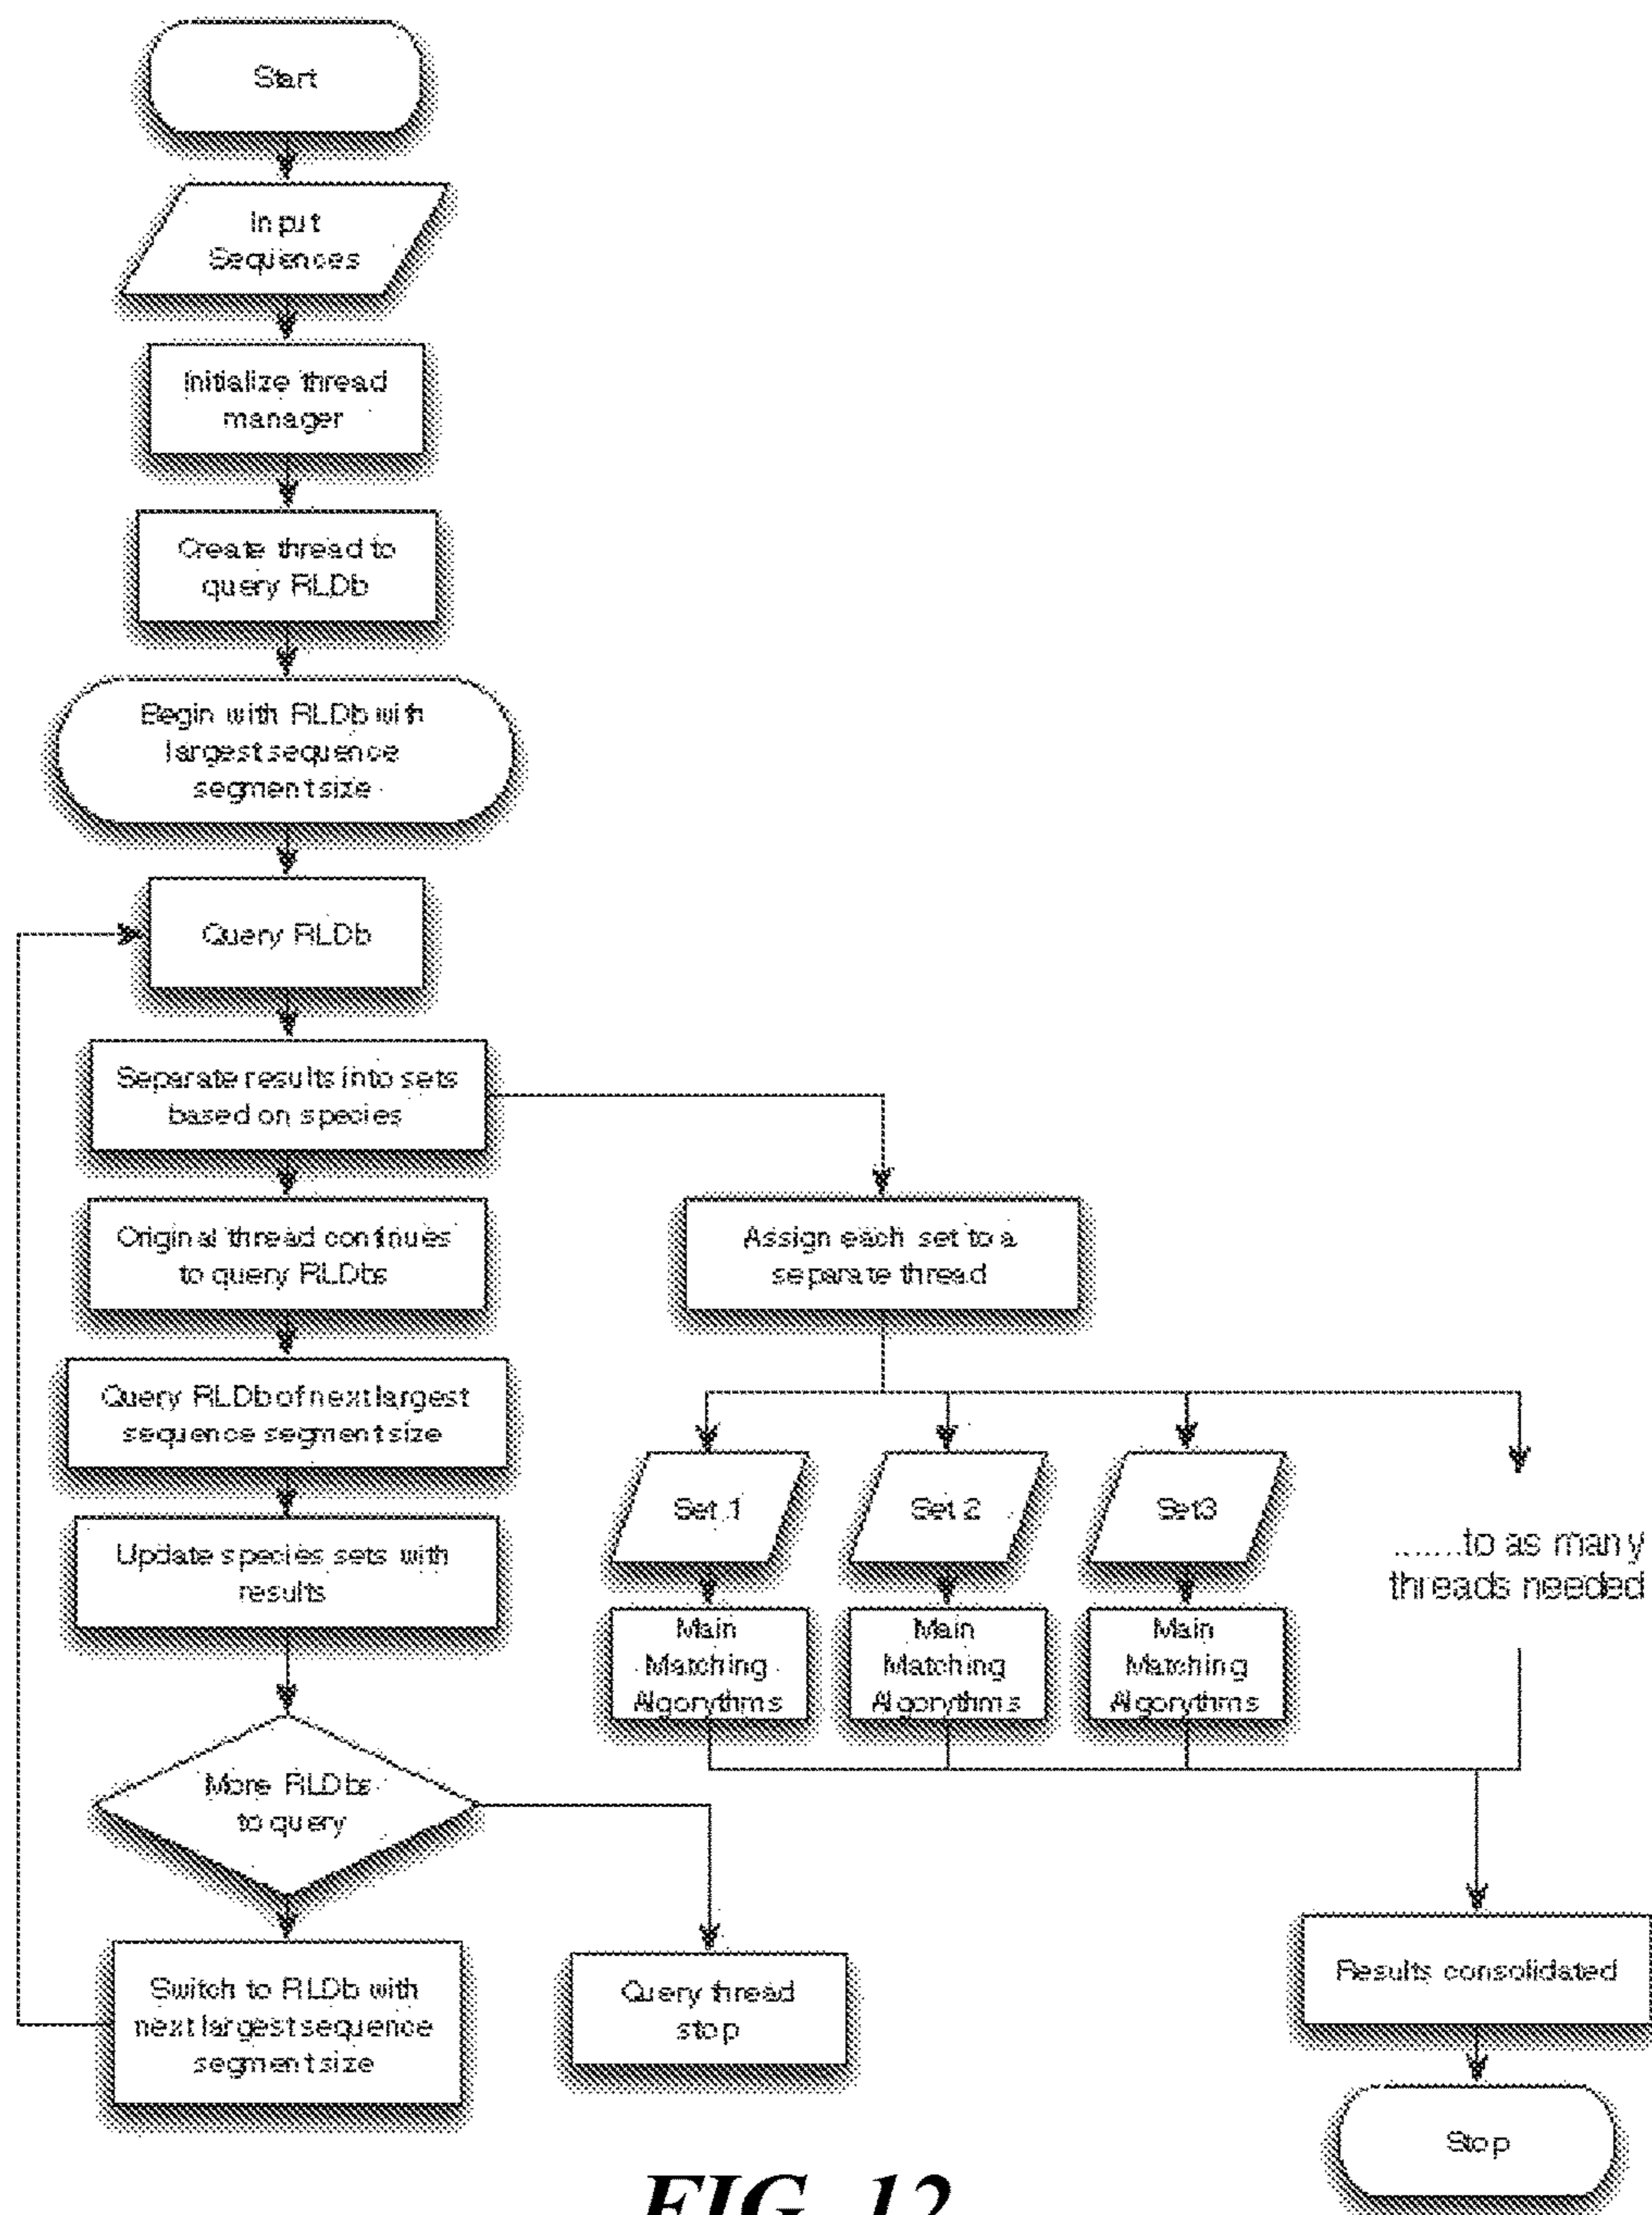 Start
Input
Sequences
Initialize thread
manager
Create thread to
query RLDb
Begin with RLDb with
largest sequence
segment size
Query RLDb
Separate results into sets
based on species
Original thread continues
to query RLDbs
Assign each set to a
separate thread
Query RLDb of next largest
sequence segment size
Set 1
Set 2
Set3
.......to as many
threads needed
Update species sets with
results
Main
Matching
Algorythms
Main
Matching
Algorythms
Main
Matching
Algorythms
More RLDbs
to query
Switch to RLDb with
next largest sequence
segment size
Query thread
stop
Results consolidated
Stop
FIG. 12